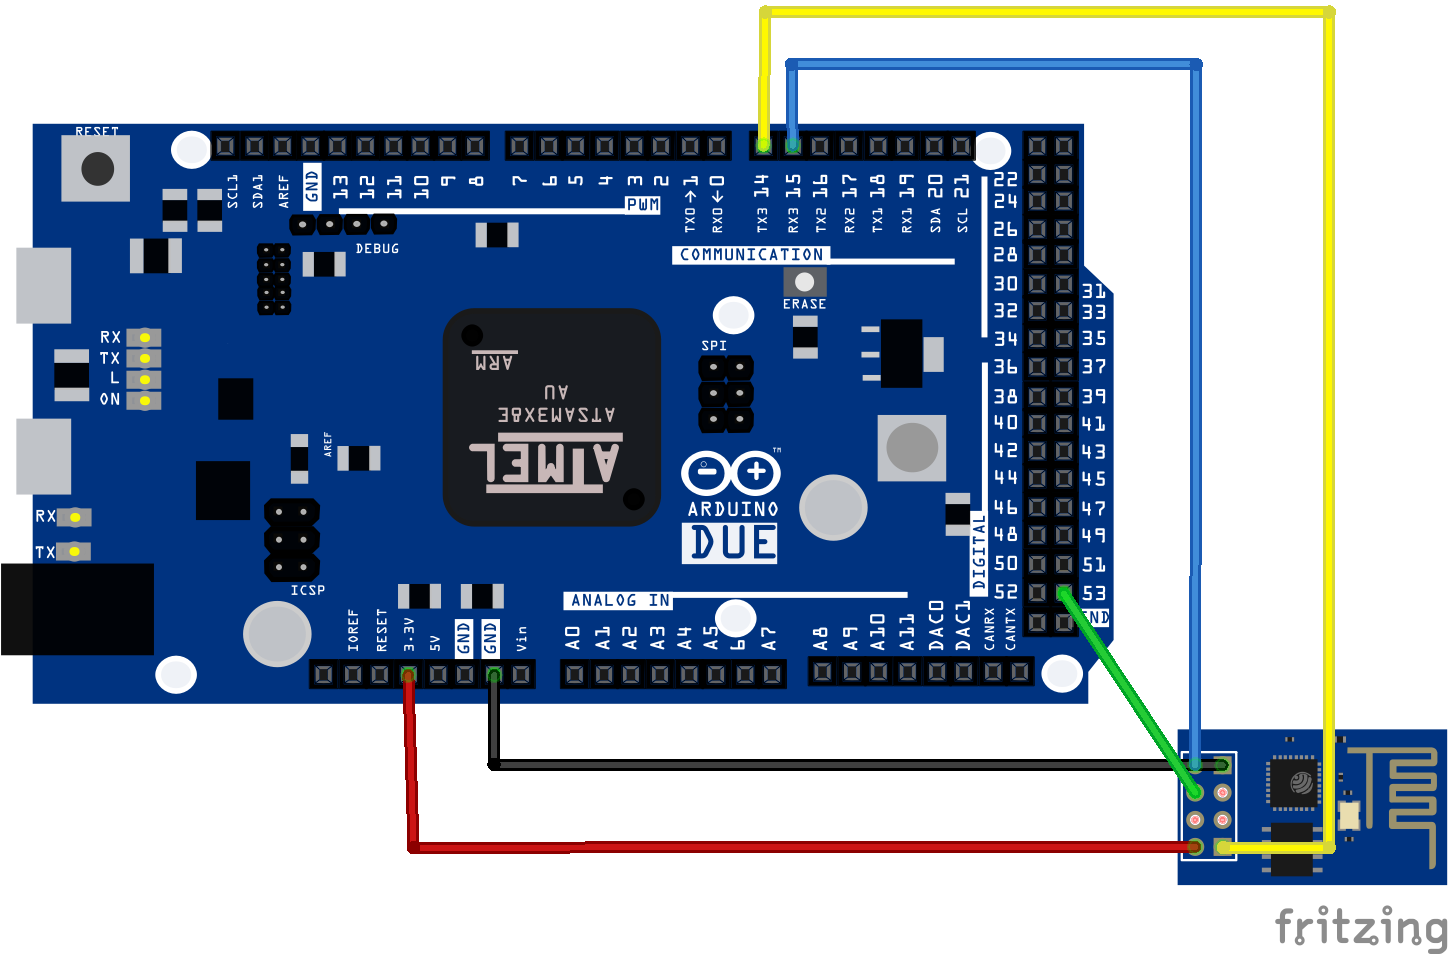 RESET
SCL1 SDA1 AREF GND 13 12 11 10 9 8 7 6 5 4 3 2 TX0→1 RX0←0
TX3 14 RX3 15 TX2 16 RX2 17 TX1 18 RX1 19 SDA 20 SCL 21
PWM
DEBUG
COMMUNICATION
ERASE
SPI
22
24
26
28
30 31
32 33
34 35
36 37
38 39
40 41
42 43
44 45
46 47
48 49
50 51
52 53
GND
DIGITAL
RX
TX
L
ON
ARM
AU
ATSAM3X8E
ATMEL
AREF
TM
ARDUINO
DUE
RX
TX
ICSP
ANALOG IN
IOREF RESET 3.3V 5V GND GND Vin
A0 A1 A2 A3 A4 A5 6 A7
A8 A9 A10 A11 DAC0 DAC1 CANRX CANTX
fritzing